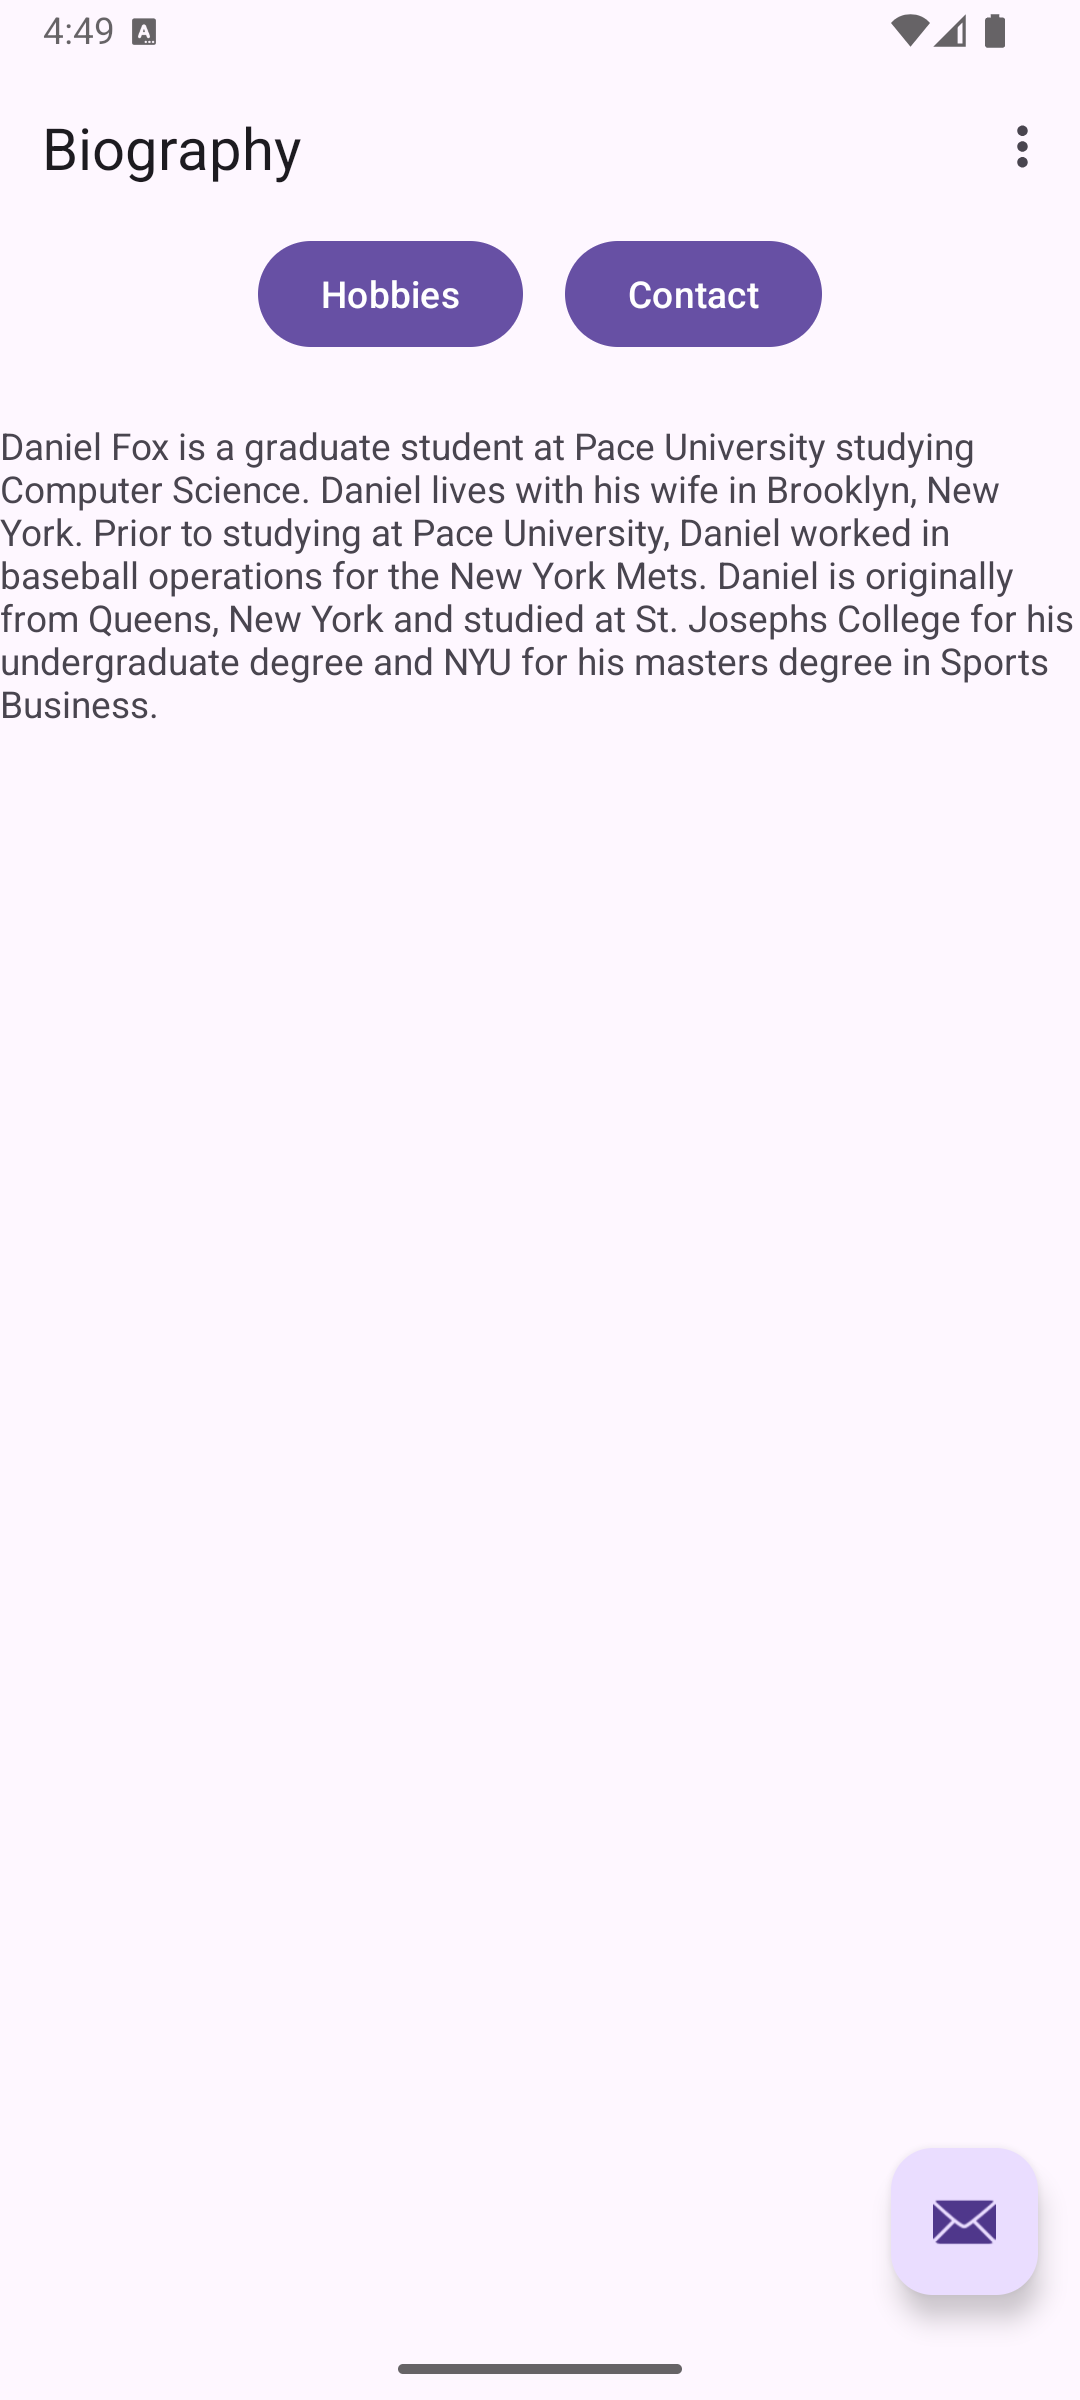 4:49
Biography
Hobbies Contact
Daniel Fox is a graduate student at Pace University studying
Computer Science. Daniel lives with his wife in Brooklyn, New
York. Prior to studying at Pace University, Daniel worked in
baseball operations for the New York Mets. Daniel is originally
from Queens, New York and studied at St. Josephs College for his
undergraduate degree and NYU for his masters degree in Sports
Business.